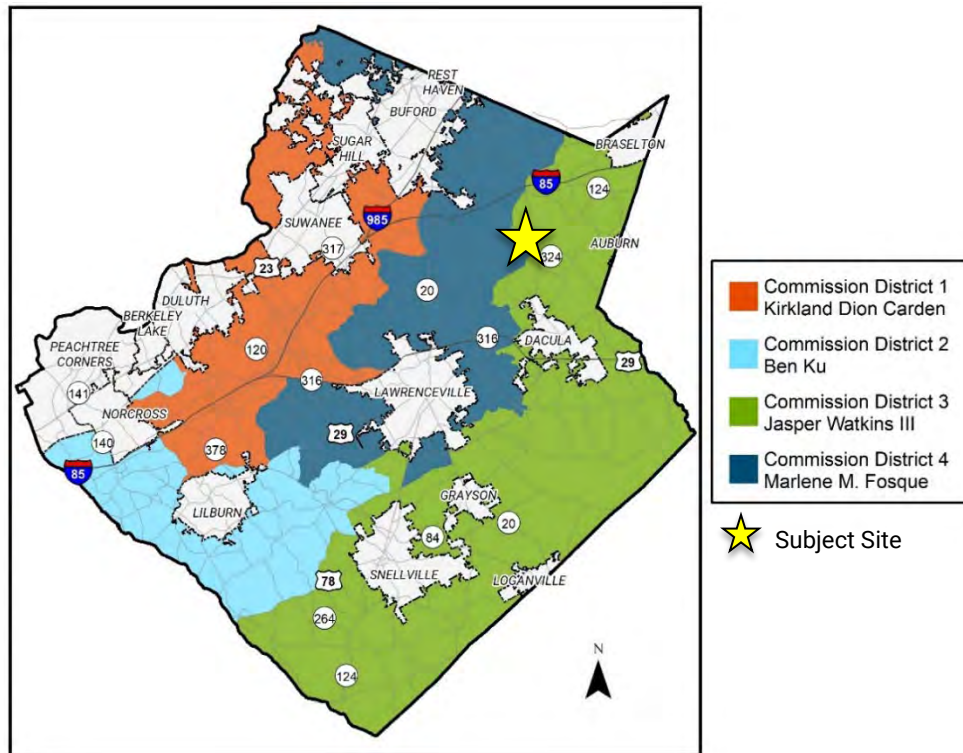 REST
HAVEN
BUFORD
BRASELTON
SUGAR
HILL
85
124
SUWANEE
985
317
AUBURN
324
23
20
DULUTH
BERKELEY
LAKE
PEACHTREE
CORNERS
120
316
DACULA
29
316
141
LAWRENCEVILLE
NORCROSS
29
140
378
85
LILBURN
GRAYSON
20
84
SNELLVILLE
78
LOGANVILLE
264
124
N
Commission District 1
Kirkland Dion Carden
Commission District 2
Ben Ku
Commission District 3
Jasper Watkins III
Commission District 4
Marlene M. Fosque
Subject Site